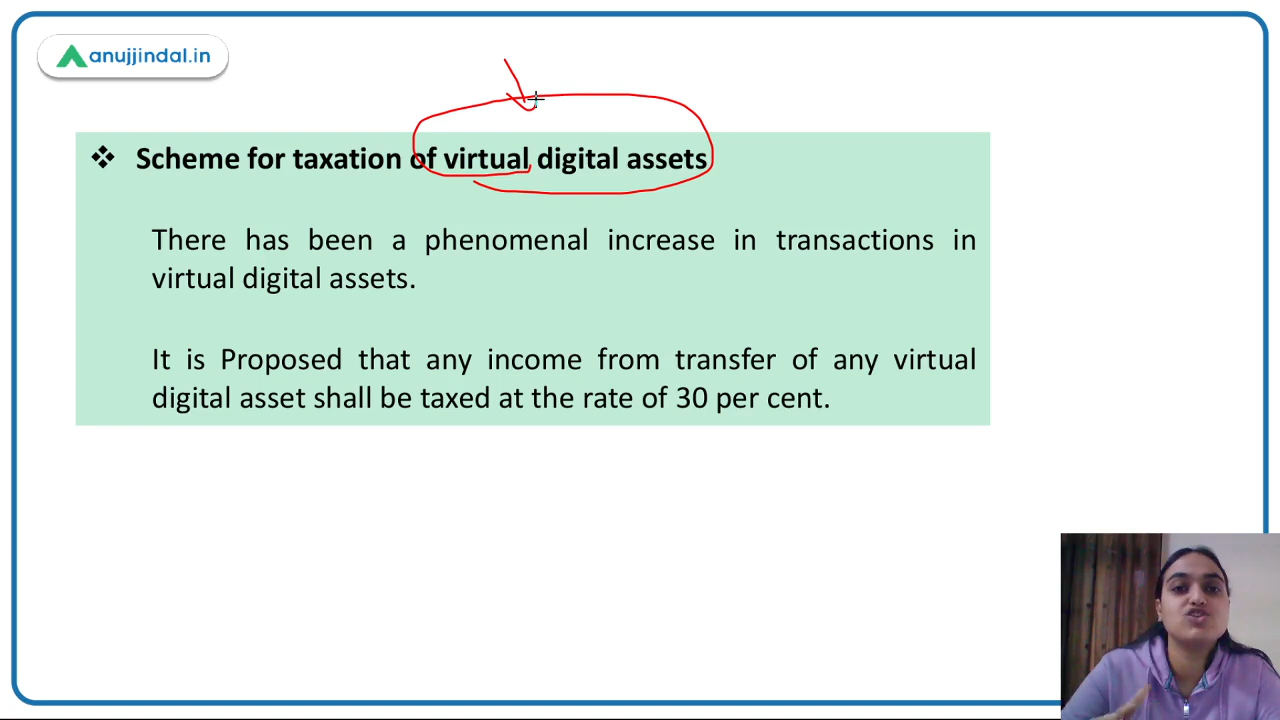 anujjindal.in
❖ Scheme for taxation of virtual digital assets
There has been a phenomenal increase in transactions in
virtual digital assets.
It is Proposed that any income from transfer of any virtual
digital asset shall be taxed at the rate of 30 per cent.